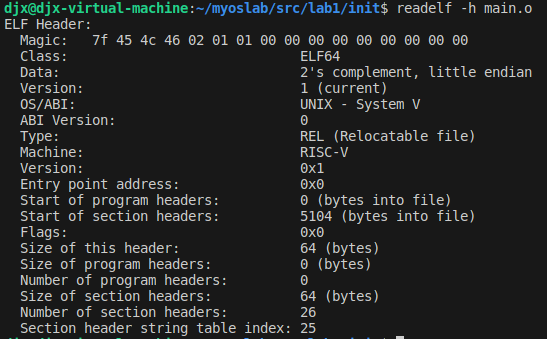 djx@djx-virtual-machine:~/myoslab/src/lab1/init$ readelf -h main.o
ELF Header:
  Magic:   7f 45 4c 46 02 01 01 00 00 00 00 00 00 00 00 00
  Class:                             ELF64
  Data:                              2's complement, little endian
  Version:                           1 (current)
  OS/ABI:                            UNIX - System V
  ABI Version:                       0
  Type:                              REL (Relocatable file)
  Machine:                           RISC-V
  Version:                           0x1
  Entry point address:               0x0
  Start of program headers:          0 (bytes into file)
  Start of section headers:          5104 (bytes into file)
  Flags:                             0x0
  Size of this header:               64 (bytes)
  Size of program headers:           0 (bytes)
  Number of program headers:         0
  Size of section headers:           64 (bytes)
  Number of section headers:         26
  Section header string table index: 25